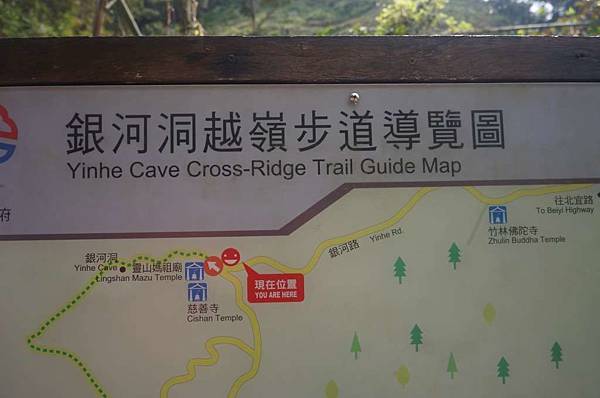 銀河洞越嶺步道導覽圖
Yinhe Cave Cross-Ridge Trail Guide Map
府
往北宜路
To Beiyi Highway
竹林佛陀寺
Zhulin Buddha Temple
銀河路 Yinhe Rd.
銀河洞
Yinhe Cave
靈山媽祖廟
Lingshan Mazu Temple
現在位置
YOU ARE HERE
慈善寺
Cishan Temple